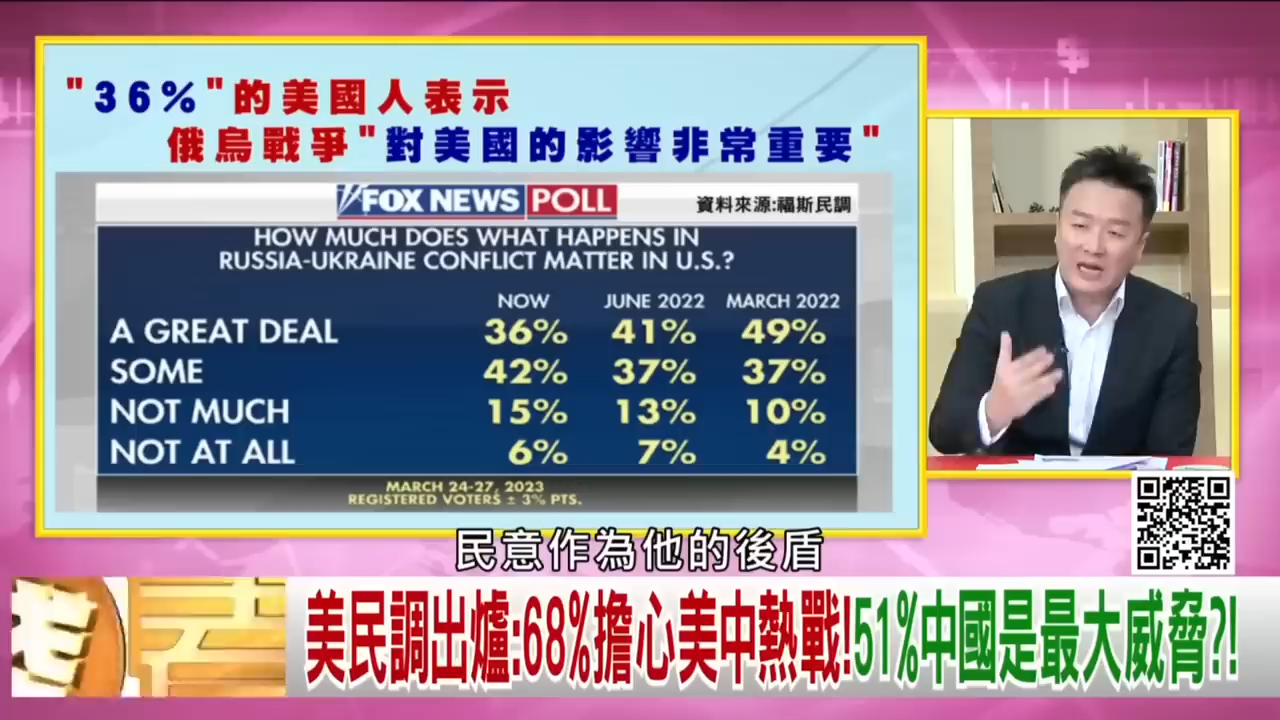 "36%"的美國人表示
俄烏戰爭"對美國的影響非常重要"
FOX NEWS POLL
資料來源:福斯民調
HOW MUCH DOES WHAT HAPPENS IN
RUSSIA-UKRAINE CONFLICT MATTER IN U.S.?
NOW JUNE 2022 MARCH 2022
A GREAT DEAL 36% 41% 49%
SOME 42% 37% 37%
NOT MUCH 15% 13% 10%
NOT AT ALL 6% 7% 4%
MARCH 24-27, 2023
REGISTERED VOTERS ± 3% PTS.
民意作為他的後盾
美民調出爐:68%擔心美中熱戰!51%中國是最大威脅?!